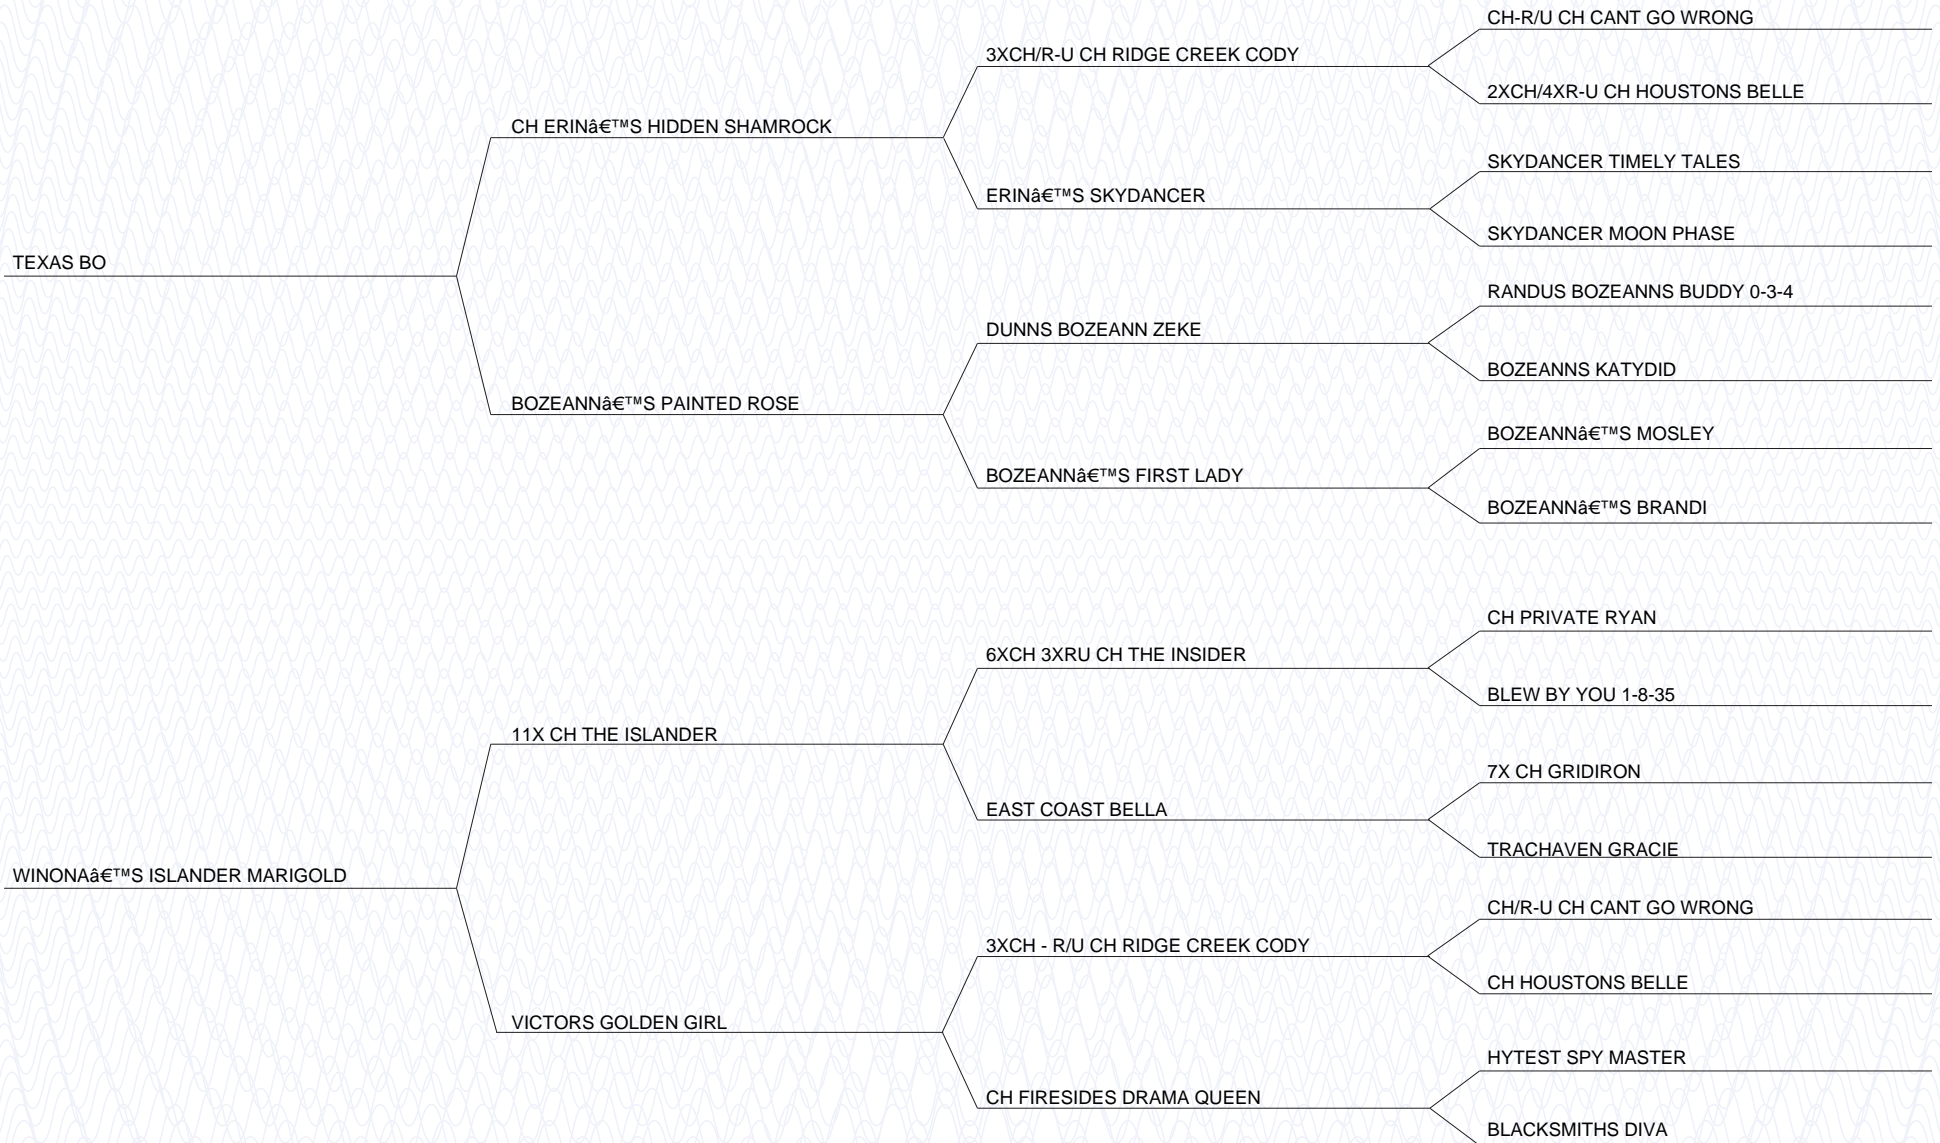 CH-R/U CH CANT GO WRONG
3XCH/R-U CH RIDGE CREEK CODY
2XCH/4XR-U CH HOUSTONS BELLE
CH ERINâ€™S HIDDEN SHAMROCK
SKYDANCER TIMELY TALES
ERINâ€™S SKYDANCER
SKYDANCER MOON PHASE
TEXAS BO
RANDUS BOZEANNS BUDDY 0-3-4
DUNNS BOZEANN ZEKE
BOZEANNS KATYDID
BOZEANNâ€™S PAINTED ROSE
BOZEANNâ€™S MOSLEY
BOZEANNâ€™S FIRST LADY
BOZEANNâ€™S BRANDI
CH PRIVATE RYAN
6XCH 3XRU CH THE INSIDER
BLEW BY YOU 1-8-35
11X CH THE ISLANDER
7X CH GRIDIRON
EAST COAST BELLA
TRACHAVEN GRACIE
WINONAâ€™S ISLANDER MARIGOLD
CH/R-U CH CANT GO WRONG
3XCH - R/U CH RIDGE CREEK CODY
CH HOUSTONS BELLE
VICTORS GOLDEN GIRL
HYTEST SPY MASTER
CH FIRESIDES DRAMA QUEEN
BLACKSMITHS DIVA